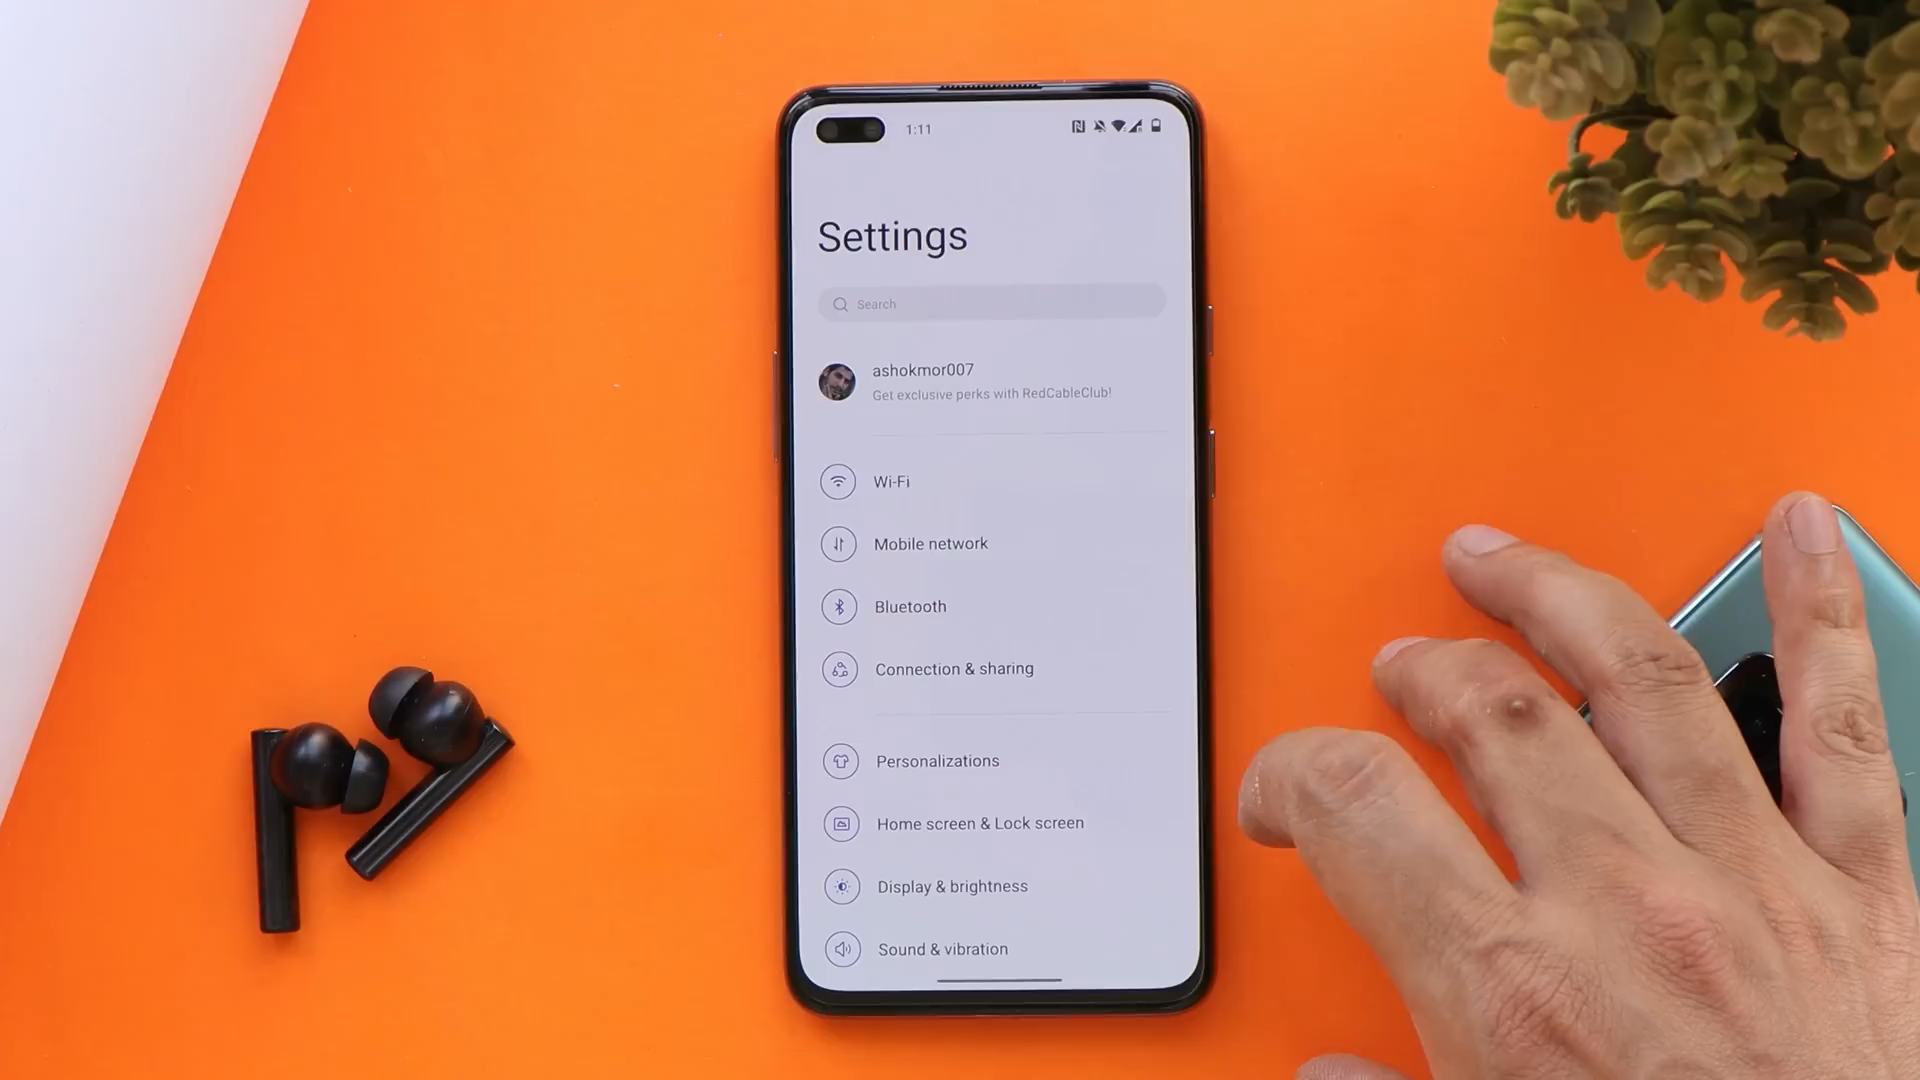 1:11
Settings
Search
ashokmor007
Get exclusive perks with RedCableClub!
Wi-Fi
Mobile network
Bluetooth
Connection & sharing
Personalizations
Home screen & Lock screen
Display & brightness
Sound & vibration